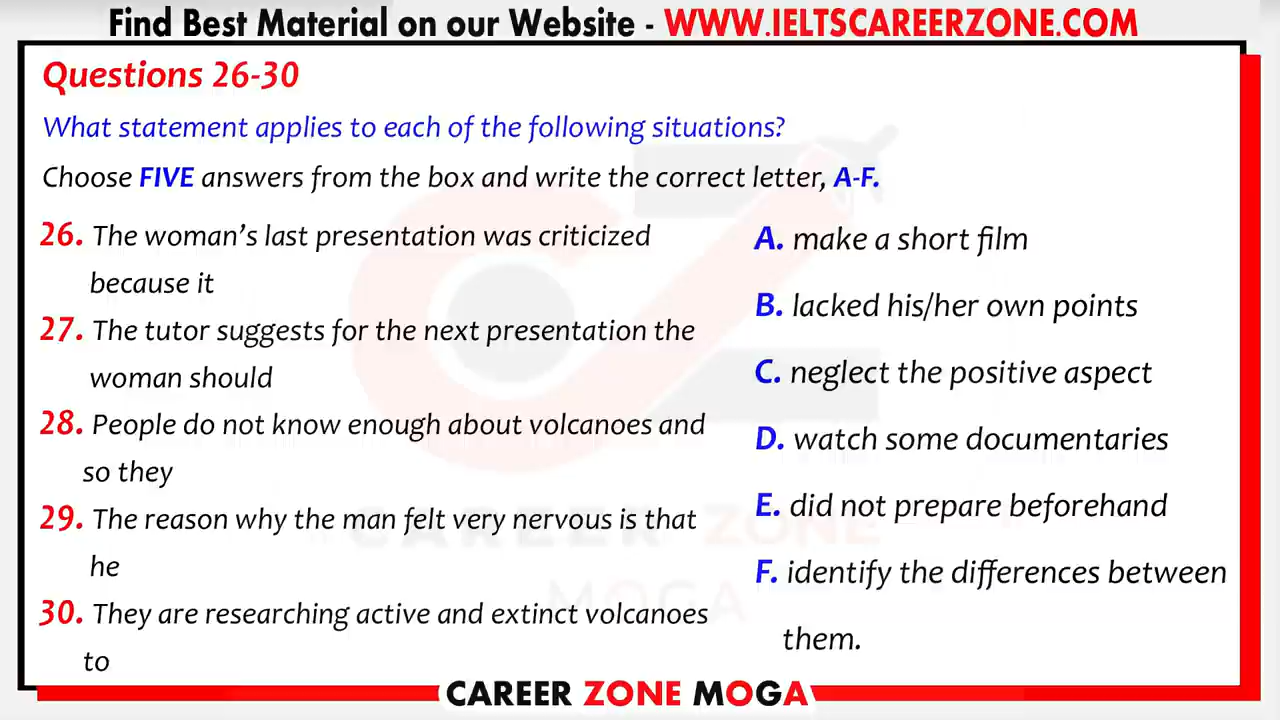 Find Best Material on our Website - WWW.IELTSCAREERZONE.COM
Questions 26-30
What statement applies to each of the following situations?
Choose FIVE answers from the box and write the correct letter, A-F.
26. The woman's last presentation was criticized
because it
27. The tutor suggests for the next presentation the
woman should
28. People do not know enough about volcanoes and
so they
29. The reason why the man felt very nervous is that
he
30. They are researching active and extinct volcanoes
to
A. make a short film
B. lacked his/her own points
C. neglect the positive aspect
D. watch some documentaries
E. did not prepare beforehand
F. identify the differences between
them.
CAREER ZONE
MOGA
CAREER ZONE MOGA